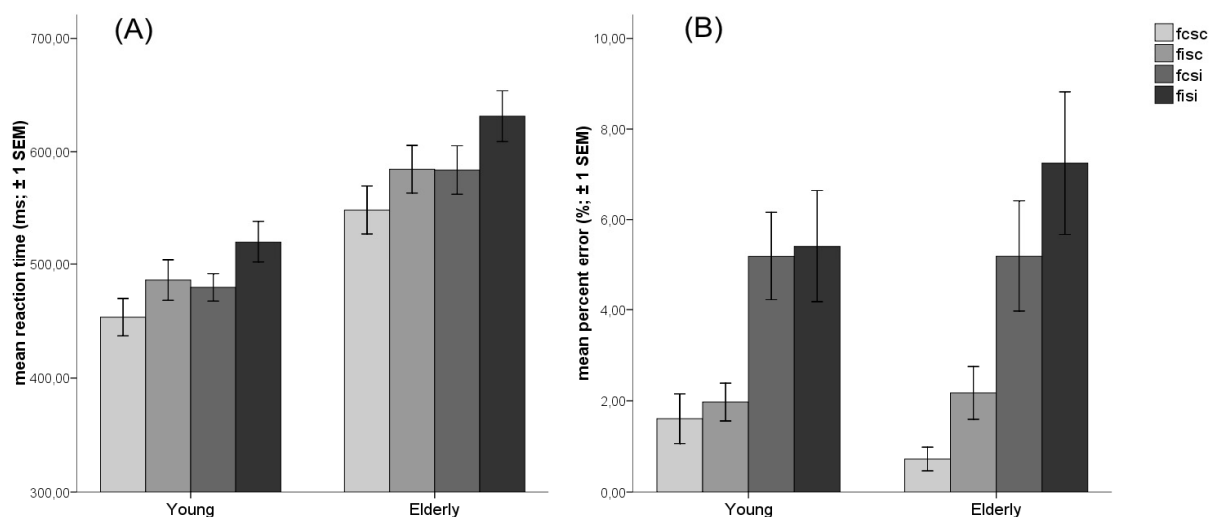 (A)
mean reaction time (ms; ± 1 SEM)
700,00
600,00
500,00
400,00
300,00
Young
Elderly
(B)
mean percent error (%; ± 1 SEM)
10,00
8,00
6,00
4,00
2,00
0,00
Young
Elderly
fcsc
fisc
fcsi
fisi